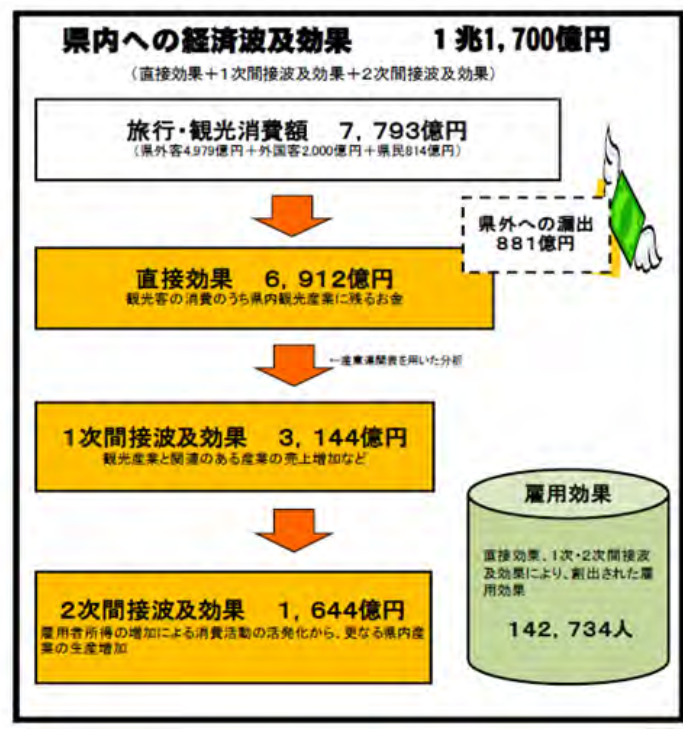 県内への経済波及効果　1兆1,700億円
（直接効果＋1次間接波及効果＋2次間接波及効果）
旅行・観光消費額　7,793億円
（県外客4,979億円＋外国客2,000億円＋県民814億円）
県外への漏出
881億円
直接効果　6,912億円
観光客の消費のうち県内観光産業に残るお金
←産業連関表を用いた分析
1次間接波及効果　3,144億円
観光産業と関連のある産業の売上増加など
雇用効果
直接効果、1次・2次間接波
及効果により、創出された雇
用効果
142,734人
2次間接波及効果　1,644億円
雇用者所得の増加による消費活動の活発化から、更なる県内産
業の生産増加